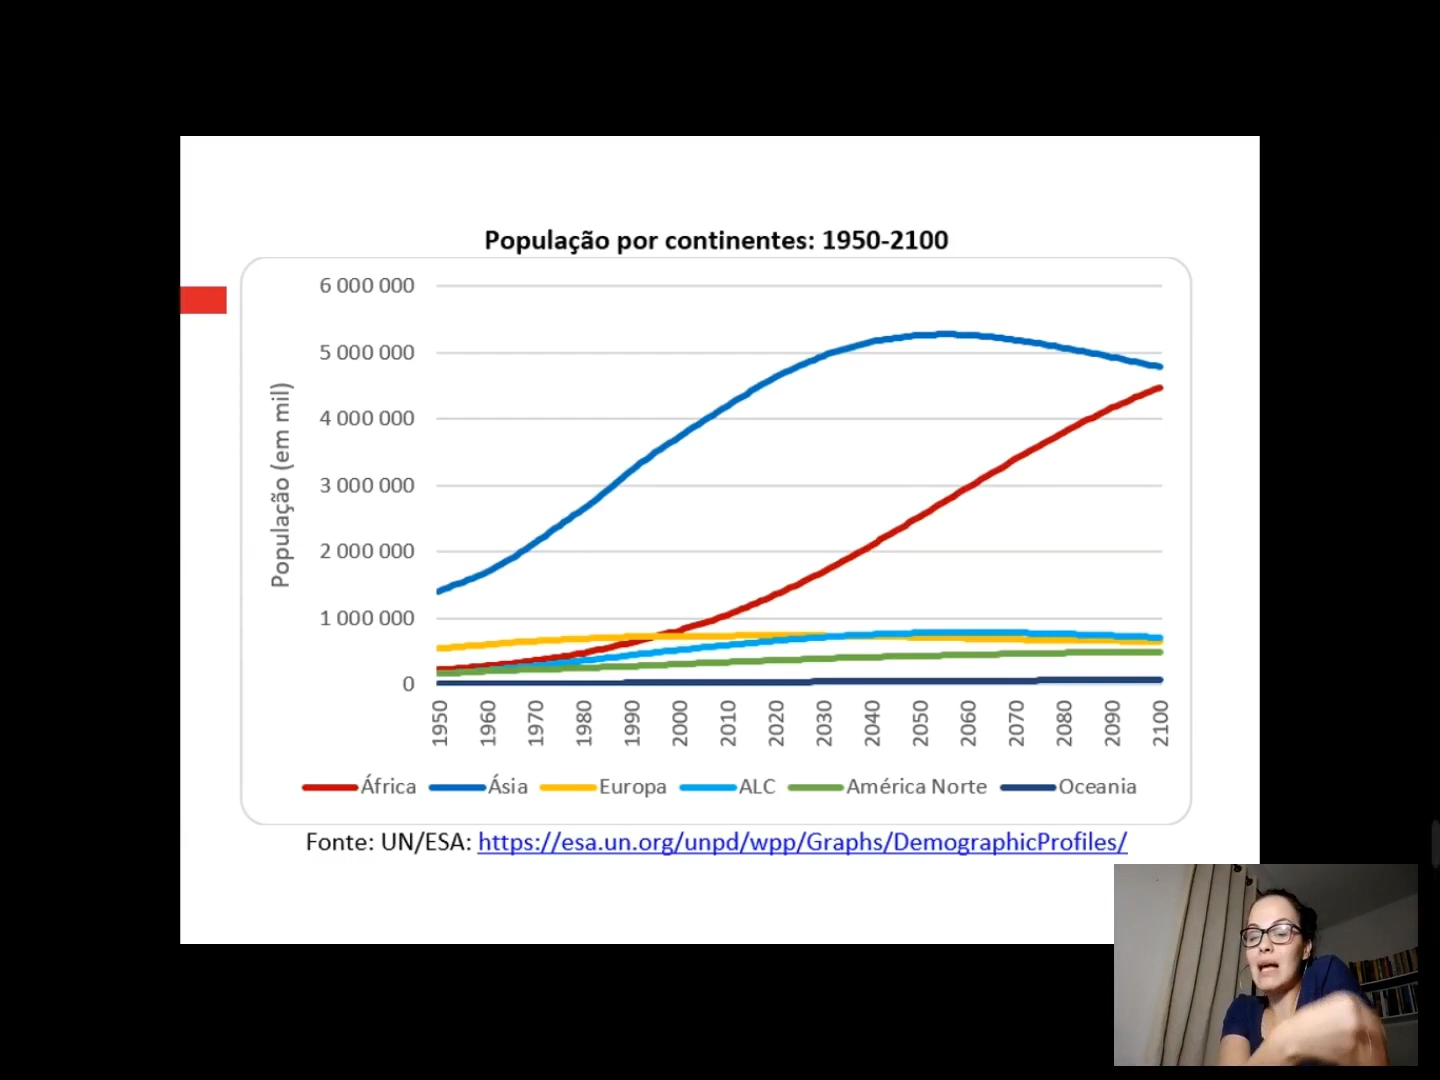 População por continentes: 1950-2100
População (em mil)
6 000 000
5 000 000
4 000 000
3 000 000
2 000 000
1 000 000
0
1950 1960 1970 1980 1990 2000 2010 2020 2030 2040 2050 2060 2070 2080 2090 2100
África Ásia Europa ALC América Norte Oceania
Fonte: UN/ESA: https://esa.un.org/unpd/wpp/Graphs/DemographicProfiles/